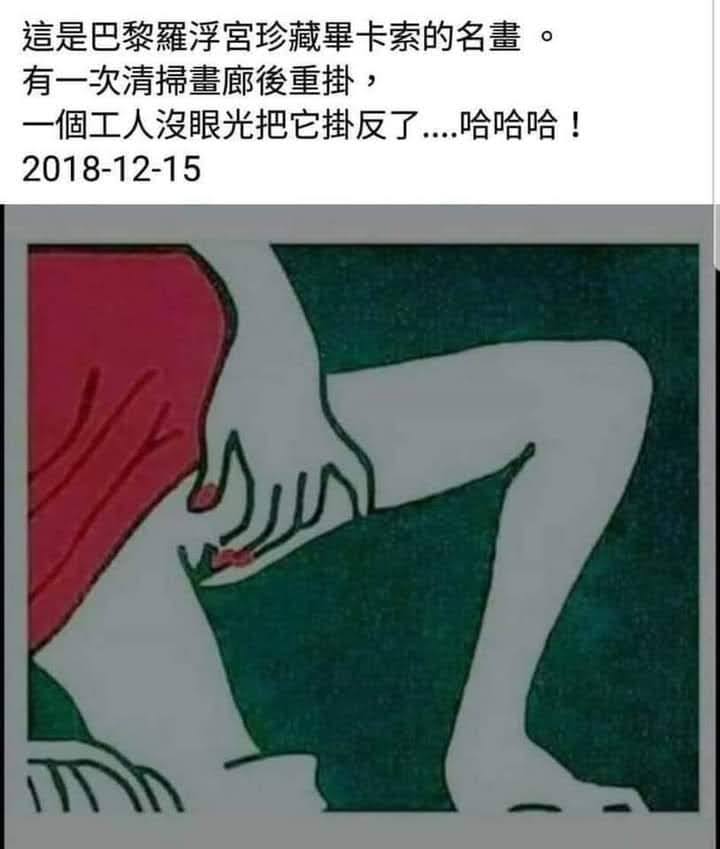 這是巴黎羅浮宮珍藏畢卡索的名畫 。
有一次清掃畫廊後重掛，
一個工人沒眼光把它掛反了....哈哈哈！
2018-12-15